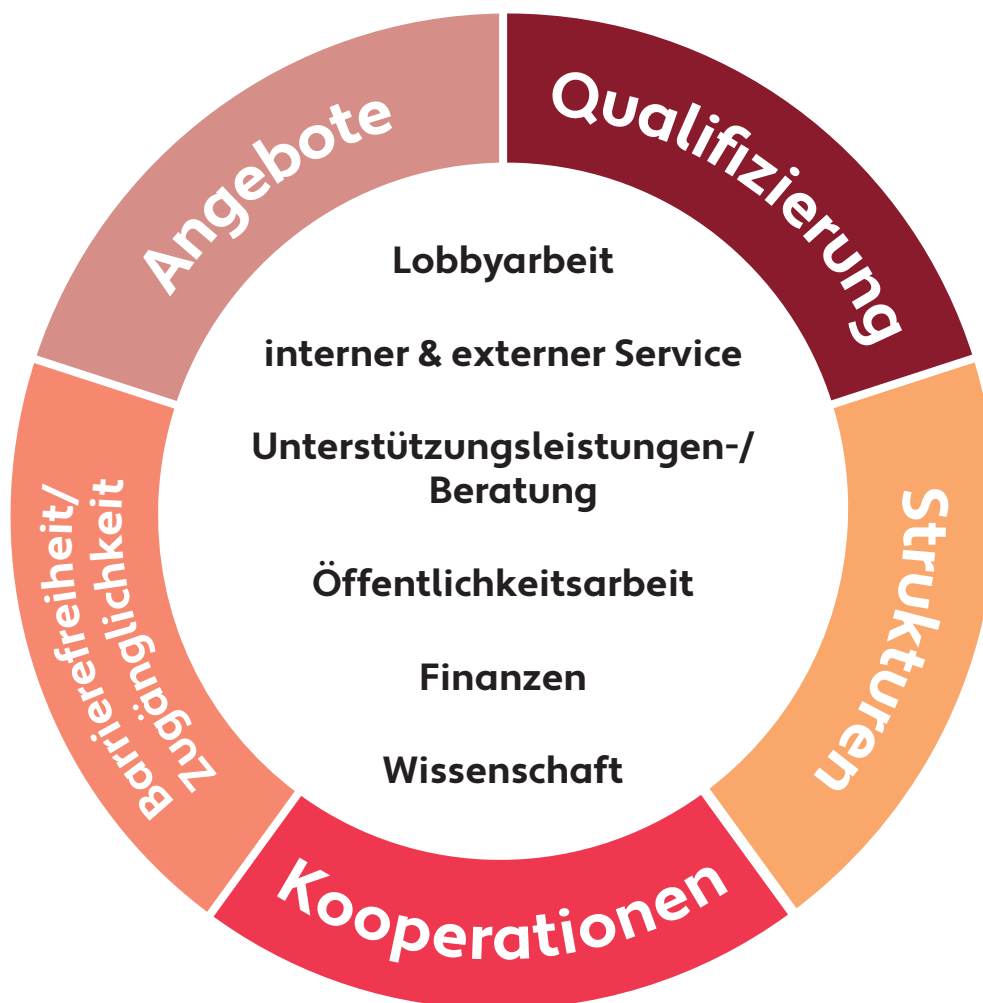 Angebote
Qualifizierung
Lobbyarbeit
interner & externer Service
Unterstützungsleistungen-/
Beratung
Öffentlichkeitsarbeit
Finanzen
Wissenschaft
Strukturen
Kooperationen
Barrierefreiheit/
Zugänglichkeit